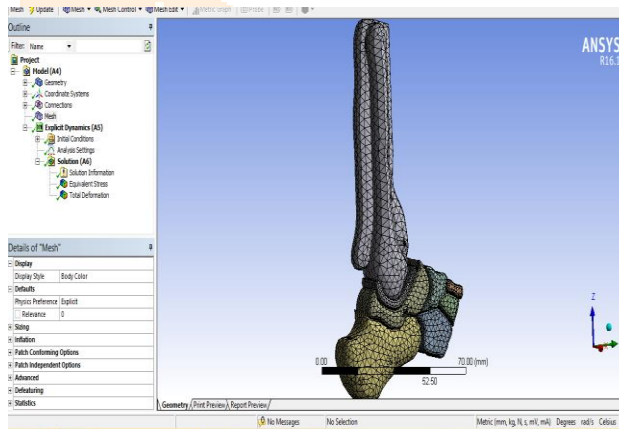 Mesh Update Mesh Mesh Control Mesh Edit Metric Graph Probe
Outline
Filter: Name
Project
Model (A4)
Geometry
Coordinate Systems
Connections
Mesh
Explicit Dynamics (A5)
Initial Conditions
Analysis Settings
Solution (A6)
Solution Information
Equivalent Stress
Total Deformation
ANSYS
R16.1
Details of "Mesh"
Display
Display Style Body Color
Defaults
Physics Preference Explicit
Relevance 0
Sizing
Inflation
Patch Conforming Options
Patch Independent Options
Advanced
Defeaturing
Statistics
Z
0.00 70.00 (mm)
52.50
Geometry Print Preview Report Preview
No Messages No Selection Metric (mm, kg, N, s, mV, mA) Degrees rad/s Celsius